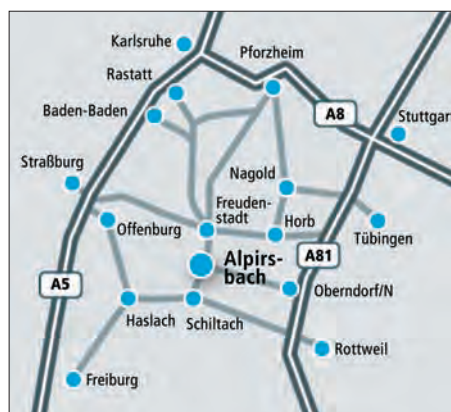 Karlsruhe
Pforzheim
Rastatt
Baden-Baden
A8
Stuttgart
Straßburg
Nagold
Freuden-
stadt
Offenburg
Horb
Tübingen
Alpirs-
bach
A81
A5
Oberndorf/N
Haslach
Schiltach
Rottweil
Freiburg